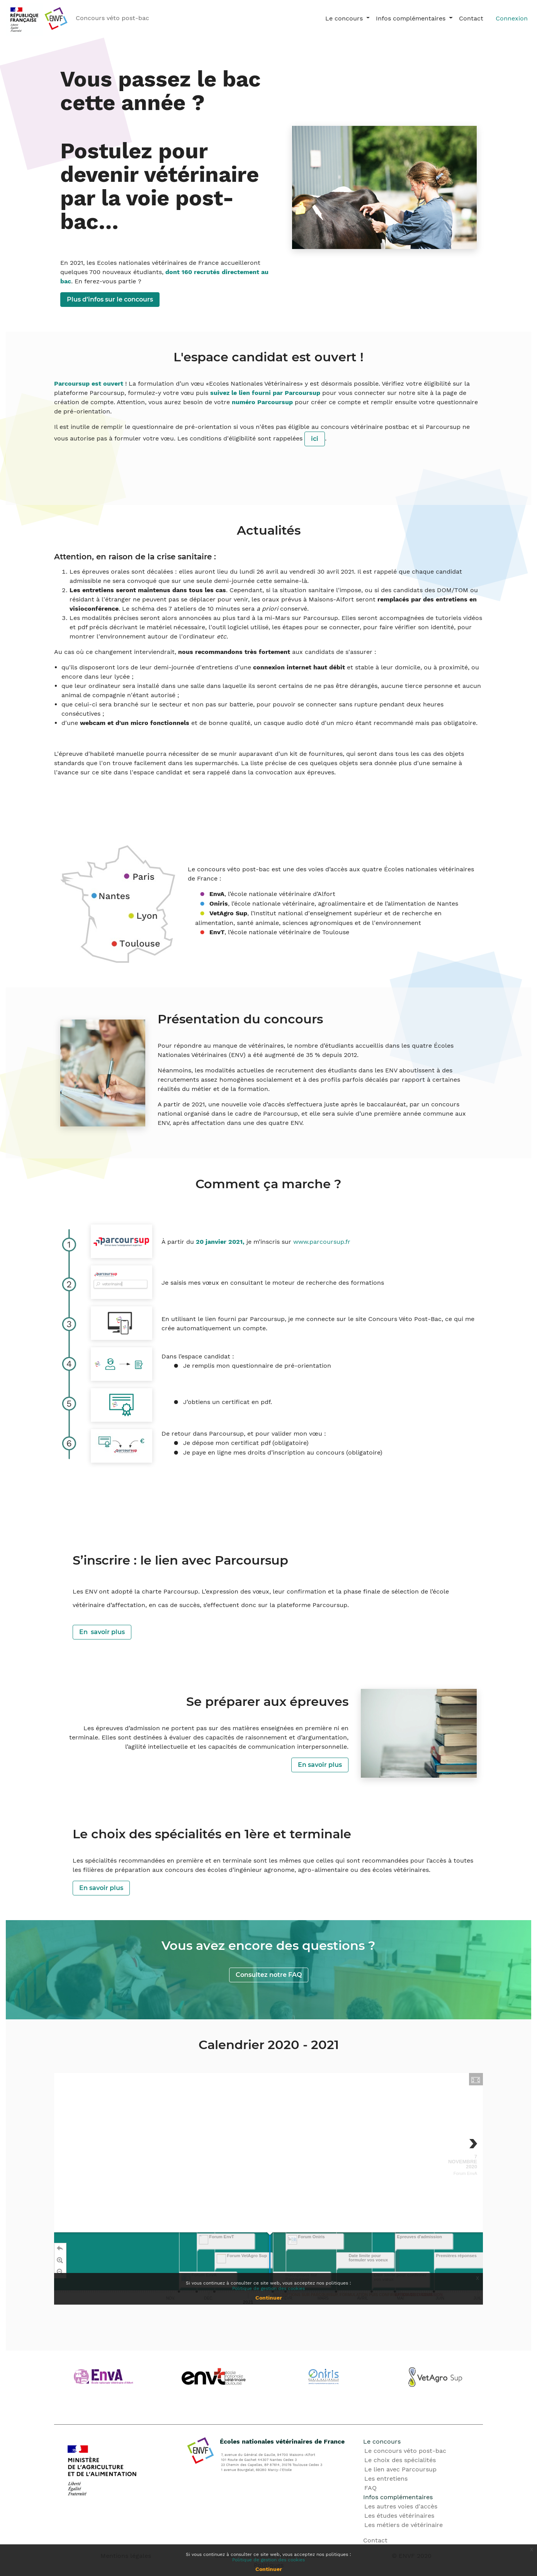 RÉPUBLIQUE
FRANÇAISE
Liberté
Égalité
Fraternité
ENVF
Concours véto post-bac
Le concours
Infos complémentaires
Contact
Connexion
Vous passez le bac
cette année ?
Postulez pour
devenir vétérinaire
par la voie post-
bac...
En 2021, les Ecoles nationales vétérinaires de France accueilleront
quelques 700 nouveaux étudiants, dont 160 recrutés directement au
bac. En ferez-vous partie ?
Plus d'infos sur le concours
L'espace candidat est ouvert !
Parcoursup est ouvert ! La formulation d'un vœu «Ecoles Nationales Vétérinaires» y est désormais possible. Vérifiez votre éligibilité sur la
plateforme Parcoursup, formulez-y votre vœu puis suivez le lien fourni par Parcoursup pour vous connecter sur notre site à la page de
création de compte. Attention, vous aurez besoin de votre numéro Parcoursup pour créer ce compte et remplir ensuite votre questionnaire
de pré-orientation.
Il est inutile de remplir le questionnaire de pré-orientation si vous n'êtes pas éligible au concours vétérinaire postbac et si Parcoursup ne
vous autorise pas à formuler votre vœu. Les conditions d'éligibilité sont rappelées ici.
Actualités
Attention, en raison de la crise sanitaire :
1. Les épreuves orales sont décalées : elles auront lieu du lundi 26 avril au vendredi 30 avril 2021. Il est rappelé que chaque candidat
admissible ne sera convoqué que sur une seule demi-journée cette semaine-là.
2. Les entretiens seront maintenus dans tous les cas. Cependant, si la situation sanitaire l'impose, ou si des candidats des DOM/TOM ou
résidant à l'étranger ne peuvent pas se déplacer pour venir, les oraux prévus à Maisons-Alfort seront remplacés par des entretiens en
visioconférence. Le schéma des 7 ateliers de 10 minutes sera a priori conservé.
3. Les modalités précises seront alors annoncées au plus tard à la mi-Mars sur Parcoursup. Elles seront accompagnées de tutoriels vidéos
et pdf précis décrivant le matériel nécessaire, l'outil logiciel utilisé, les étapes pour se connecter, pour faire vérifier son identité, pour
montrer l'environnement autour de l'ordinateur etc.
Au cas où ce changement interviendrait, nous recommandons très fortement aux candidats de s'assurer :
• qu'ils disposeront lors de leur demi-journée d'entretiens d'une connexion internet haut débit et stable à leur domicile, ou à proximité, ou
encore dans leur lycée ;
• que leur ordinateur sera installé dans une salle dans laquelle ils seront certains de ne pas être dérangés, aucune tierce personne et aucun
animal de compagnie n'étant autorisé ;
• que celui-ci sera branché sur le secteur et non pas sur batterie, pour pouvoir se connecter sans rupture pendant deux heures
consécutives ;
• d'une webcam et d'un micro fonctionnels et de bonne qualité, un casque audio doté d'un micro étant recommandé mais pas obligatoire.
L'épreuve d'habileté manuelle pourra nécessiter de se munir auparavant d'un kit de fournitures, qui seront dans tous les cas des objets
standards que l'on trouve facilement dans les supermarchés. La liste précise de ces quelques objets sera donnée plus d'une semaine à
l'avance sur ce site dans l'espace candidat et sera rappelé dans la convocation aux épreuves.
Paris
Nantes
Lyon
Toulouse
Le concours véto post-bac est une des voies d'accès aux quatre Écoles nationales vétérinaires
de France :
EnvA, l'école nationale vétérinaire d'Alfort
Oniris, l'école nationale vétérinaire, agroalimentaire et de l'alimentation de Nantes
VetAgro Sup, l'Institut national d'enseignement supérieur et de recherche en
alimentation, santé animale, sciences agronomiques et de l'environnement
EnvT, l'école nationale vétérinaire de Toulouse
Présentation du concours
Pour répondre au manque de vétérinaires, le nombre d'étudiants accueillis dans les quatre Écoles
Nationales Vétérinaires (ENV) a été augmenté de 35 % depuis 2012.
Néanmoins, les modalités actuelles de recrutement des étudiants dans les ENV aboutissent à des
recrutements assez homogènes socialement et à des profils parfois décalés par rapport à certaines
réalités du métier et de la formation.
A partir de 2021, une nouvelle voie d'accès s'effectuera juste après le baccalauréat, par un concours
national organisé dans le cadre de Parcoursup, et elle sera suivie d'une première année commune aux
ENV, après affectation dans une des quatre ENV.
Comment ça marche ?
1
parcoursup
À partir du 20 janvier 2021, je m'inscris sur www.parcoursup.fr
2
parcoursup
Je saisis mes vœux en consultant le moteur de recherche des formations
3
En utilisant le lien fourni par Parcoursup, je me connecte sur le site Concours Véto Post-Bac, ce qui me
crée automatiquement un compte.
4
Dans l'espace candidat :
Je remplis mon questionnaire de pré-orientation
5
J'obtiens un certificat en pdf.
6
parcoursup
€
De retour dans Parcoursup, et pour valider mon vœu :
Je dépose mon certificat pdf (obligatoire)
Je paye en ligne mes droits d'inscription au concours (obligatoire)
S'inscrire : le lien avec Parcoursup
Les ENV ont adopté la charte Parcoursup. L'expression des vœux, leur confirmation et la phase finale de sélection de l'école
vétérinaire d'affectation, en cas de succès, s'effectuent donc sur la plateforme Parcoursup.
En savoir plus
Se préparer aux épreuves
Les épreuves d'admission ne portent pas sur des matières enseignées en première ni en
terminale. Elles sont destinées à évaluer des capacités de raisonnement et d'argumentation,
l'agilité intellectuelle et les capacités de communication interpersonnelle.
En savoir plus
Le choix des spécialités en 1ère et terminale
Les spécialités recommandées en première et en terminale sont les mêmes que celles qui sont recommandées pour l'accès à toutes
les filières de préparation aux concours des écoles d'ingénieur agronome, agro-alimentaire ou des écoles vétérinaires.
En savoir plus
Vous avez encore des questions ?
Consultez notre FAQ
Calendrier 2020 - 2021
NOVEMBRE
2020
Forum EnvT
Forum Oniris
Épreuves d'admission
Forum VetAgro Sup
Date limite pour
formuler vos vœux
Premières réponses
Si vous continuez à consulter ce site web, vous acceptez nos politiques :
Politique de gestion des cookies
Continuer
EnvA
envt
école
nationale
vétérinaire
toulouse
Oniris
VetAgro Sup
MINISTÈRE
DE L'AGRICULTURE
ET DE L'ALIMENTATION
Liberté
Égalité
Fraternité
ENVF
Écoles nationales vétérinaires de France
Le concours
Le concours véto post-bac
Le choix des spécialités
Le lien avec Parcoursup
Les entretiens
FAQ
Infos complémentaires
Les autres voies d'accès
Les études vétérinaires
Les métiers de vétérinaire
Contact
Si vous continuez à consulter ce site web, vous acceptez nos politiques :
Politique de gestion des cookies
Continuer